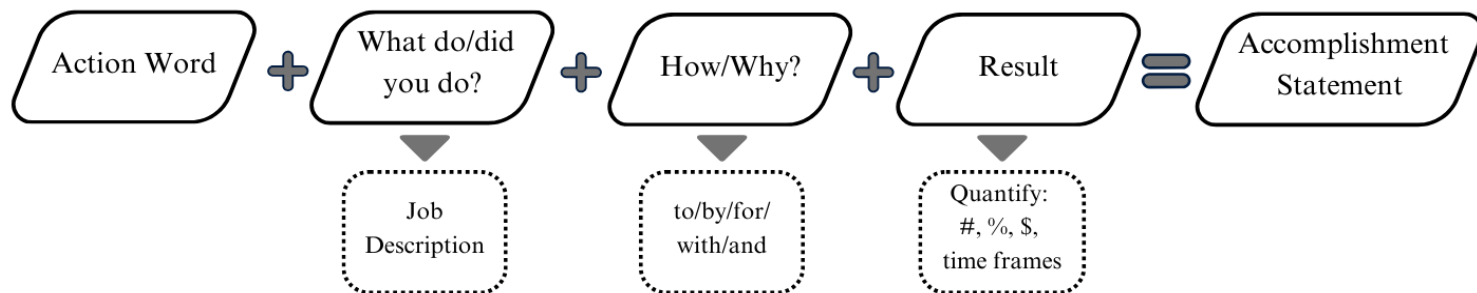 Action Word
What do/did
you do?
How/Why?
Result
Accomplishment
Statement
Job
Description
to/by/for/
with/and
Quantify:
#, %, $,
time frames